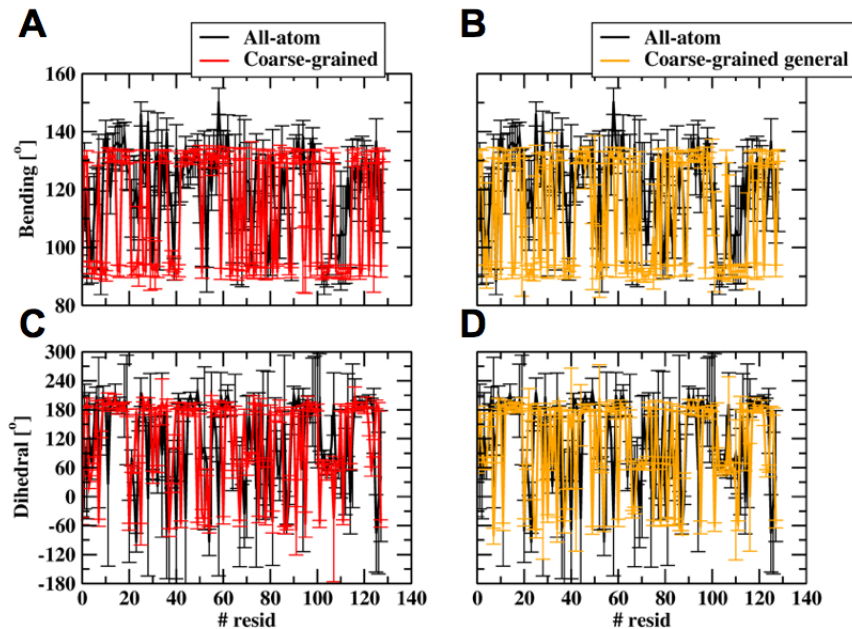 A
B
All-atom
Coarse-grained
All-atom
Coarse-grained general
160
140
120
100
80
Bending [°]
C
D
300
240
180
120
60
0
-60
-120
-180
Dihedral [°]
0 20 40 60 80 100 120 140
# resid
0 20 40 60 80 100 120 140
# resid